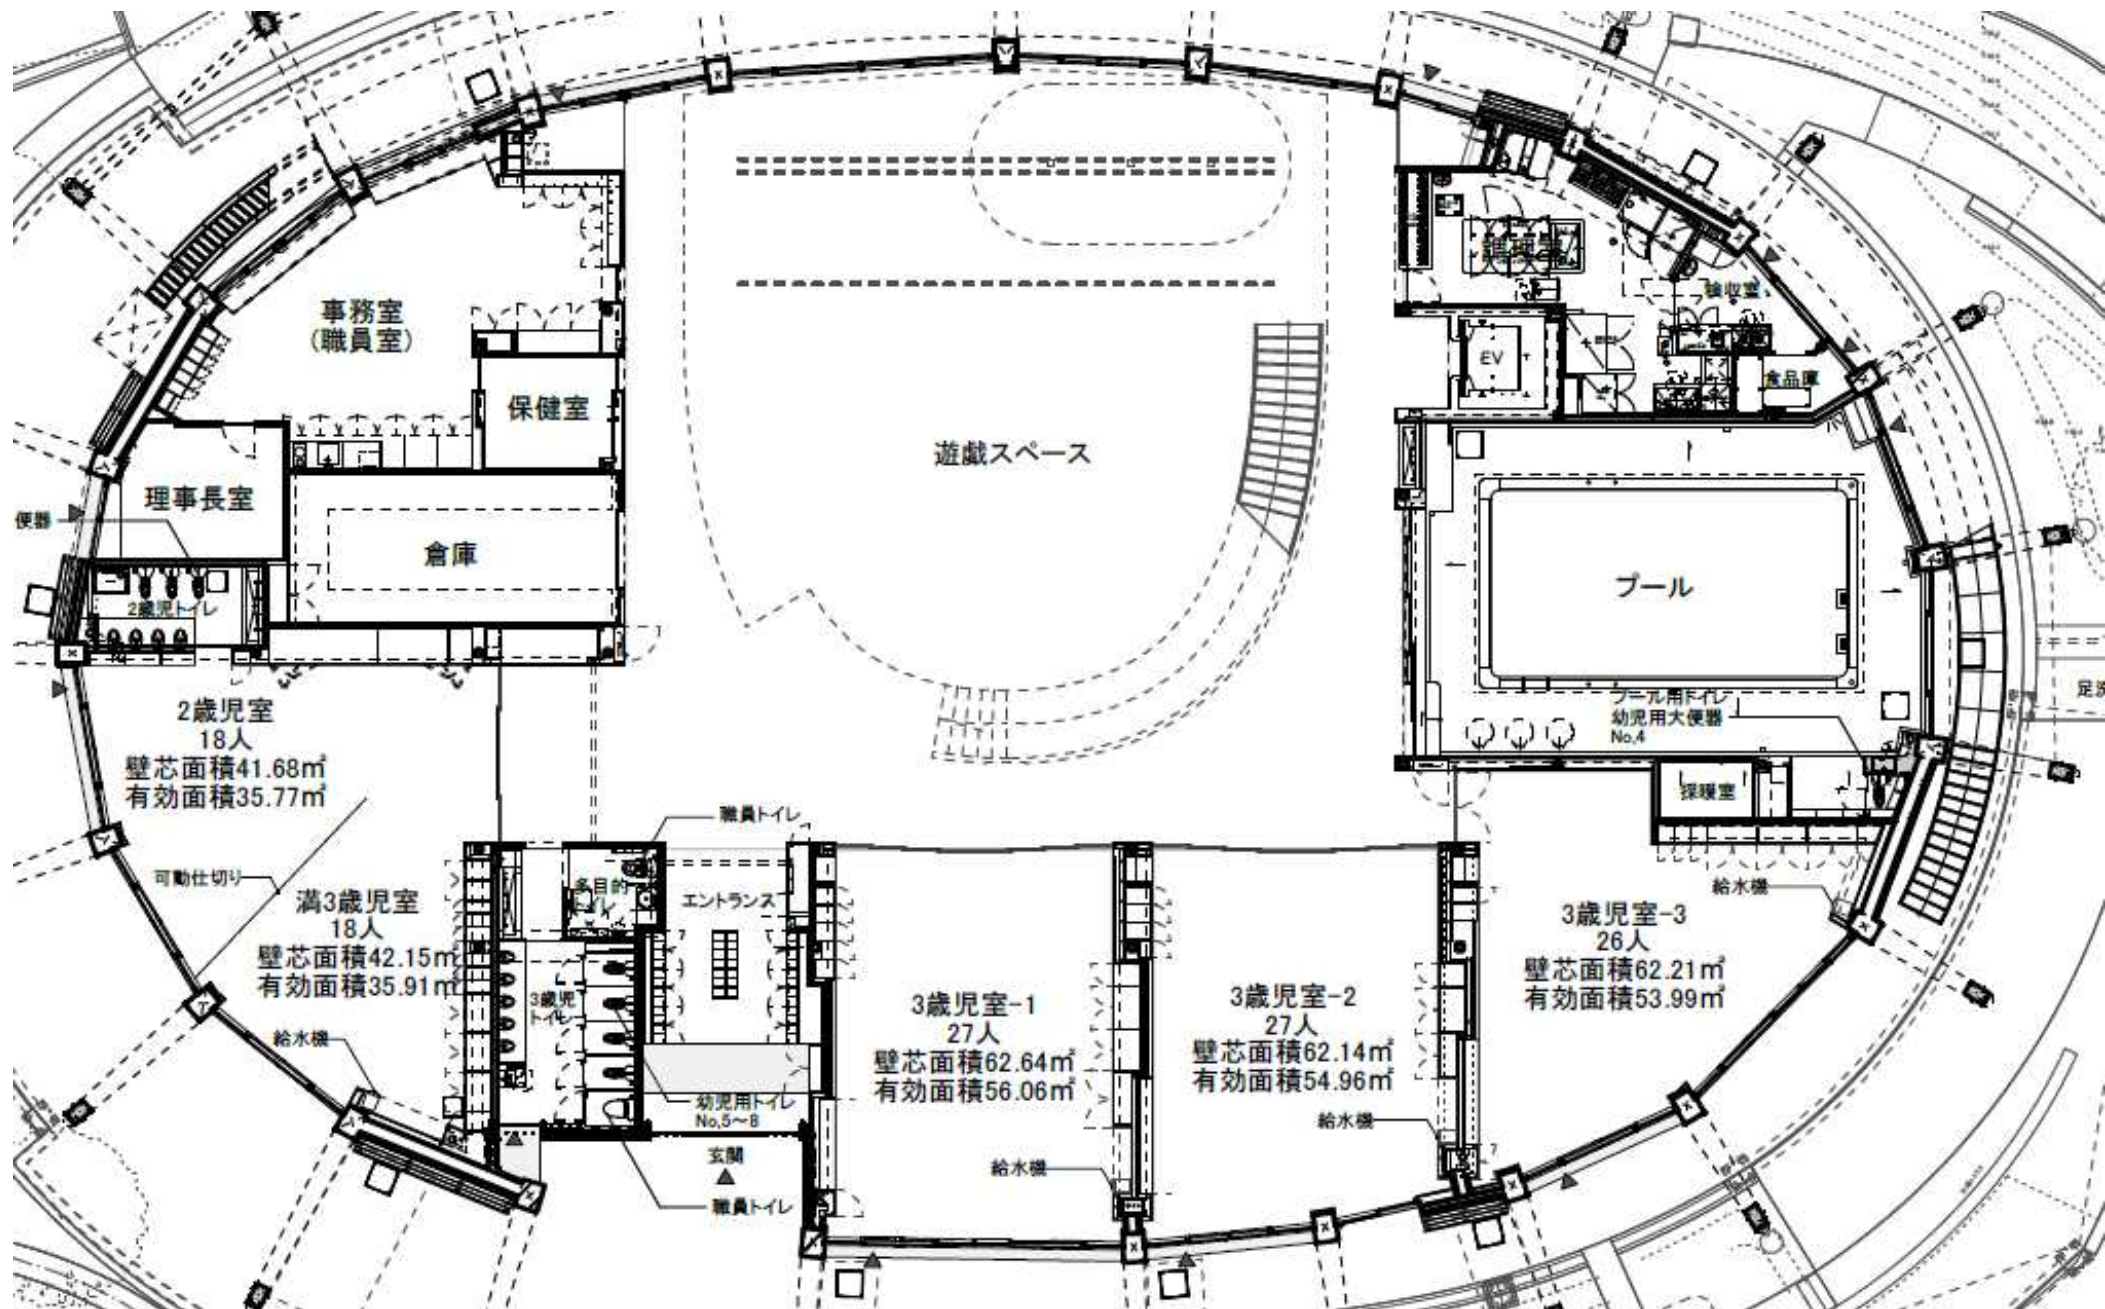 事務室
(職員室)
保健室
理事長室
便器
倉庫
2歳児トイレ
遊戯スペース
調理室
検収室
EV
食品庫
プール
プール用トイレ
幼児用大便器
No,4
採暖室
足洗
2歳児室
18人
壁芯面積41.68㎡
有効面積35.77㎡
可動仕切り
満3歳児室
18人
壁芯面積42.15㎡
有効面積35.91㎡
給水機
職員トイレ
多目的
トイレ
エントランス
3歳児
トイレ
幼児用トイレ
No,5～8
玄関
職員トイレ
3歳児室-1
27人
壁芯面積62.64㎡
有効面積56.06㎡
給水機
3歳児室-2
27人
壁芯面積62.14㎡
有効面積54.96㎡
給水機
3歳児室-3
26人
壁芯面積62.21㎡
有効面積53.99㎡
給水機